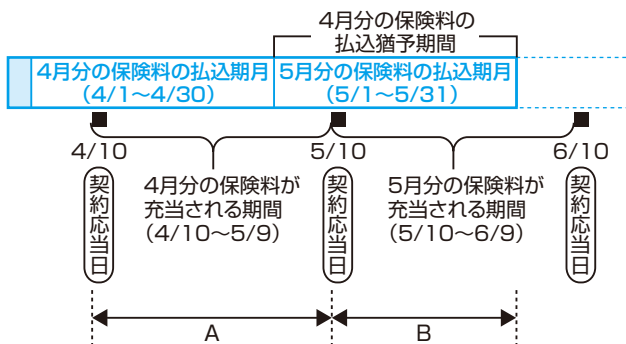 4月分の保険料の
払込猶予期間
4月分の保険料の払込期月
(4/1～4/30)
5月分の保険料の払込期月
(5/1～5/31)
4/10
5/10
6/10
契約応当日
4月分の保険料が
充当される期間
(4/10～5/9)
契約応当日
5月分の保険料が
充当される期間
(5/10～6/9)
契約応当日
A
B